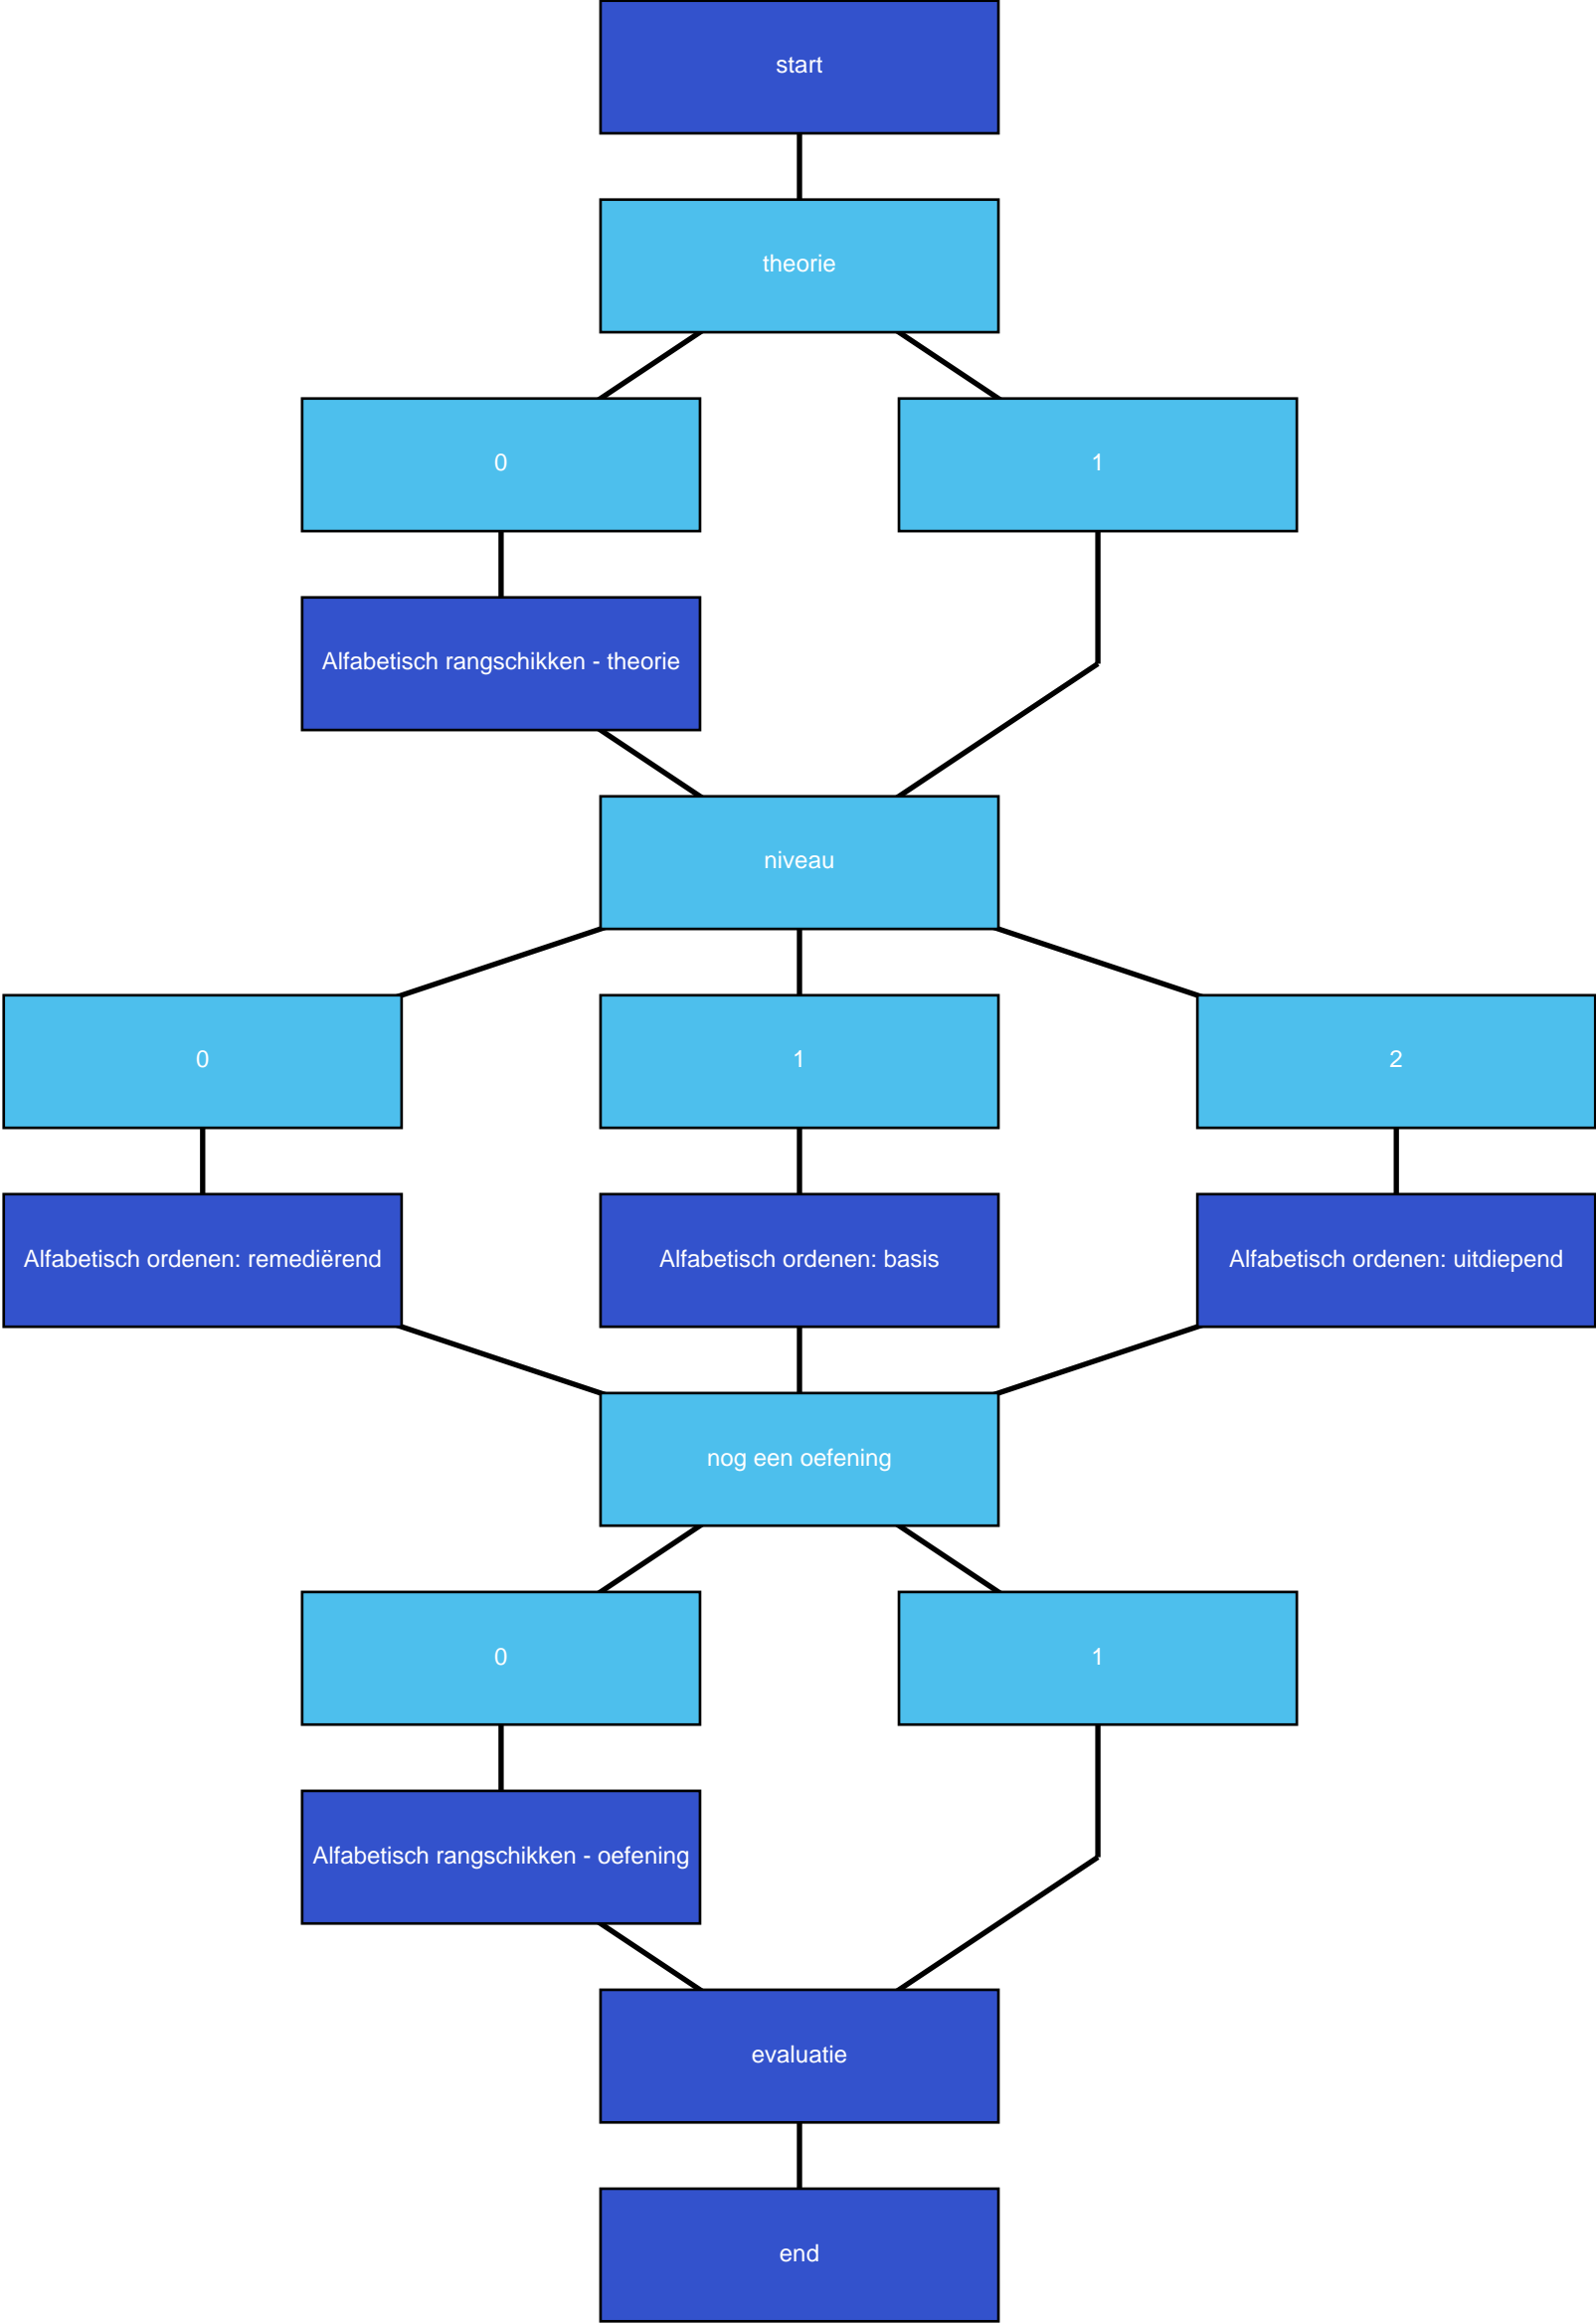 start
theorie
0
1
Alfabetisch rangschikken - theorie
niveau
0
1
2
Alfabetisch ordenen: remediërend
Alfabetisch ordenen: basis
Alfabetisch ordenen: uitdiepend
nog een oefening
0
1
Alfabetisch rangschikken - oefening
evaluatie
end